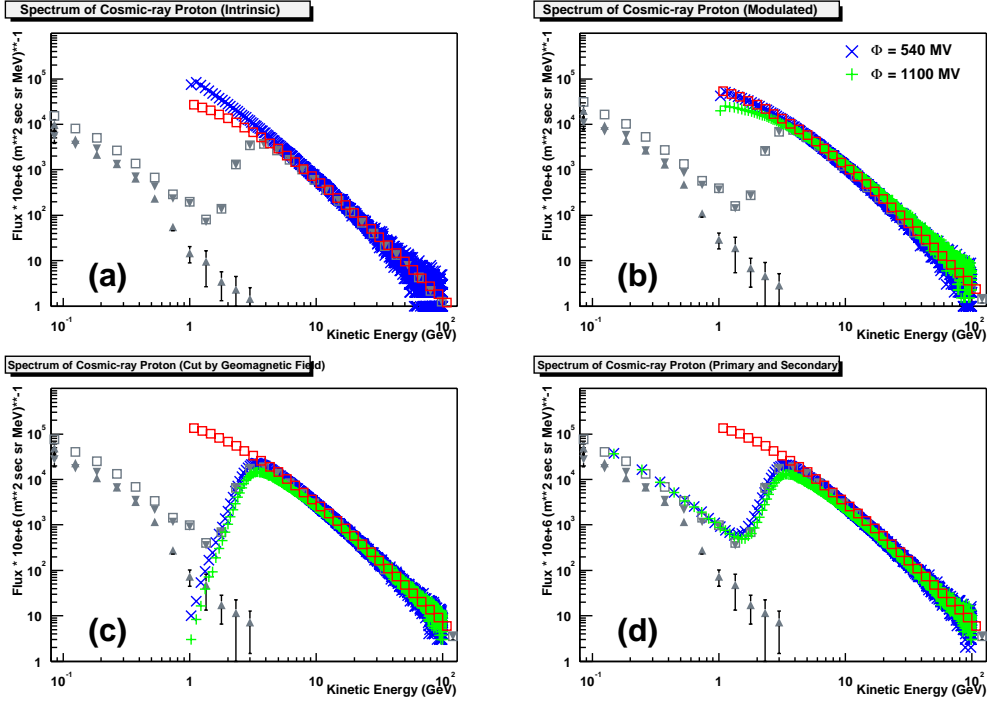 Spectrum of Cosmic-ray Proton (Intrinsic)
Flux * 10e+6 (m**2 sec sr MeV)**-1
10^5
10^4
10^3
10^2
10
1
(a)
10^-1
1
10
10^2
Kinetic Energy (GeV)
Spectrum of Cosmic-ray Proton (Modulated)
Flux * 10e+6 (m**2 sec sr MeV)**-1
10^5
10^4
10^3
10^2
10
1
Φ = 540 MV
Φ = 1100 MV
(b)
10^-1
1
10
10^2
Kinetic Energy (GeV)
Spectrum of Cosmic-ray Proton (Cut by Geomagnetic Field)
Flux * 10e+6 (m**2 sec sr MeV)**-1
10^5
10^4
10^3
10^2
10
1
(c)
10^-1
1
10
10^2
Kinetic Energy (GeV)
Spectrum of Cosmic-ray Proton (Primary and Secondary
Flux * 10e+6 (m**2 sec sr MeV)**-1
10^5
10^4
10^3
10^2
10
1
(d)
10^-1
1
10
10^2
Kinetic Energy (GeV)